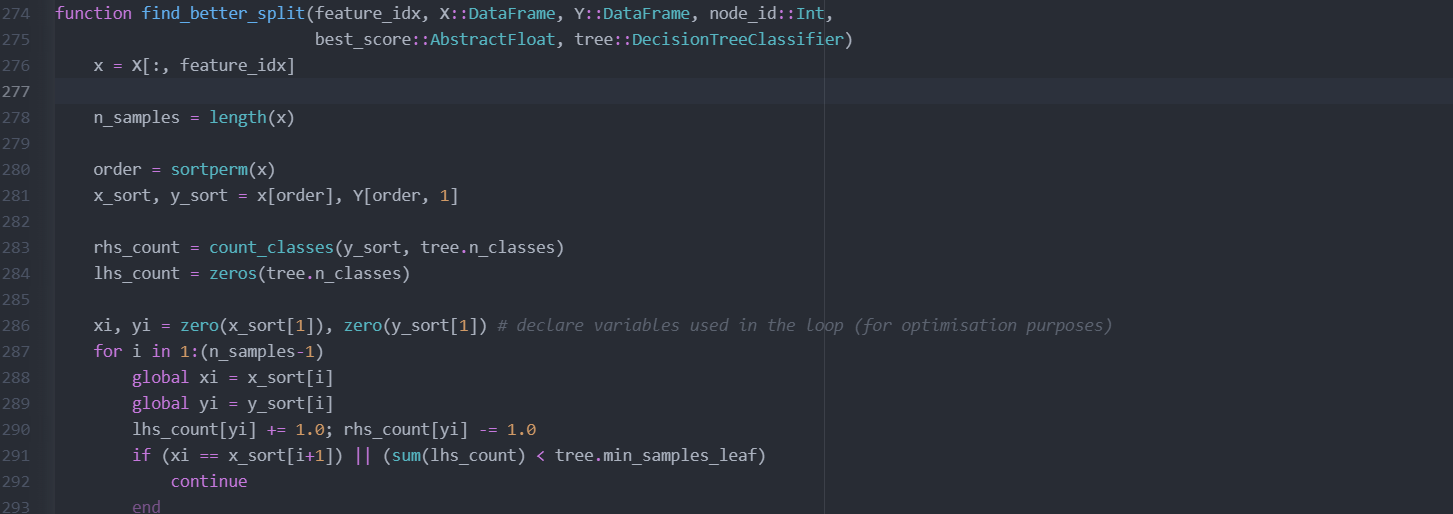 274 function find_better_split(feature_idx, X::DataFrame, Y::DataFrame, node_id::Int,
275                            best_score::AbstractFloat, tree::DecisionTreeClassifier)
276     x = X[:, feature_idx]
277
278     n_samples = length(x)
279
280     order = sortperm(x)
281     x_sort, y_sort = x[order], Y[order, 1]
282
283     rhs_count = count_classes(y_sort, tree.n_classes)
284     lhs_count = zeros(tree.n_classes)
285
286     xi, yi = zero(x_sort[1]), zero(y_sort[1]) # declare variables used in the loop (for optimisation purposes)
287     for i in 1:(n_samples-1)
288         global xi = x_sort[i]
289         global yi = y_sort[i]
290         lhs_count[yi] += 1.0; rhs_count[yi] -= 1.0
291         if (xi == x_sort[i+1]) || (sum(lhs_count) < tree.min_samples_leaf)
292             continue
293         end